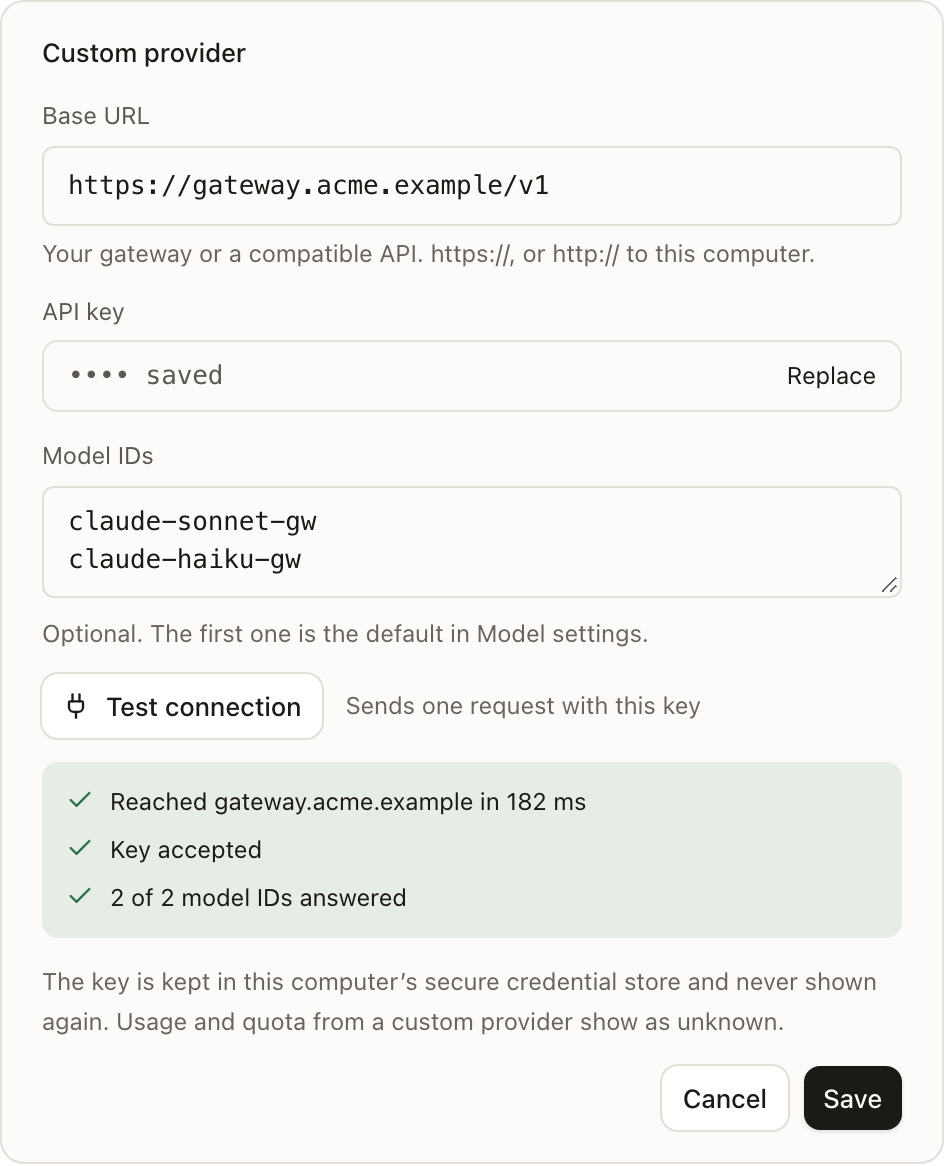 Custom provider
Base URL
https://gateway.acme.example/v1
Your gateway or a compatible API. https://, or http:// to this computer.
API key
•••• saved
Replace
Model IDs
claude-sonnet-gw
claude-haiku-gw
Optional. The first one is the default in Model settings.
Test connection
Sends one request with this key
Reached gateway.acme.example in 182 ms
Key accepted
2 of 2 model IDs answered
The key is kept in this computer’s secure credential store and never shown
again. Usage and quota from a custom provider show as unknown.
Cancel
Save